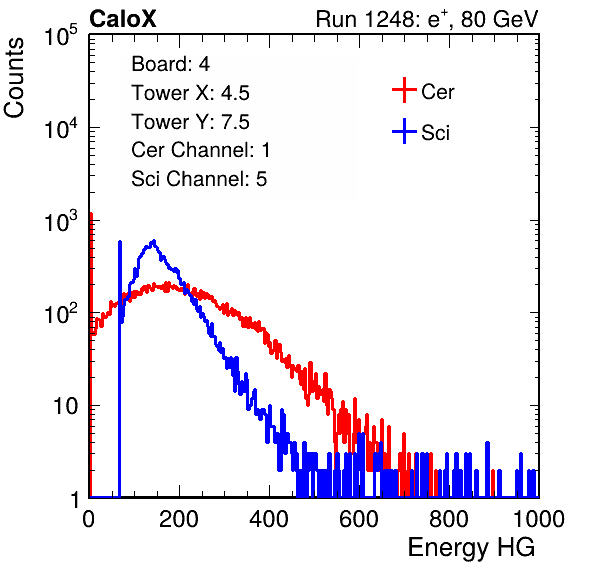 CaloX Run 1248: e⁺, 80 GeV
Counts
10⁵
10⁴
10³
10²
10
1
Board: 4
Tower X: 4.5
Tower Y: 7.5
Cer Channel: 1
Sci Channel: 5
Cer
Sci
0 200 400 600 800 1000
Energy HG